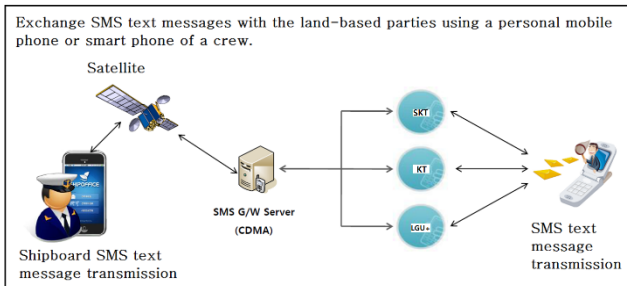 Exchange SMS text messages with the land-based parties using a personal mobile
phone or smart phone of a crew.
Satellite
SKT
HIPOFFICE
KT
SMS G/W Server
(CDMA)
LGU+
SMS text
message
transmission
Shipboard SMS text
message transmission